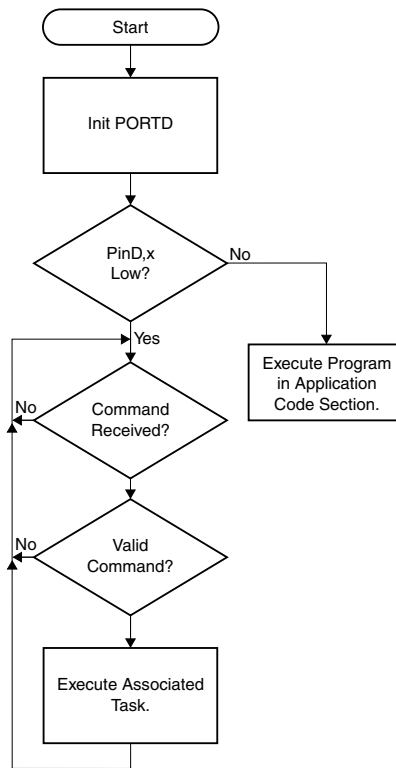 Start
Init PORTD
PinD,x
Low?
No
Yes
Execute Program
in Application
Code Section.
No
Command
Received?
No
Valid
Command?
Execute Associated
Task.